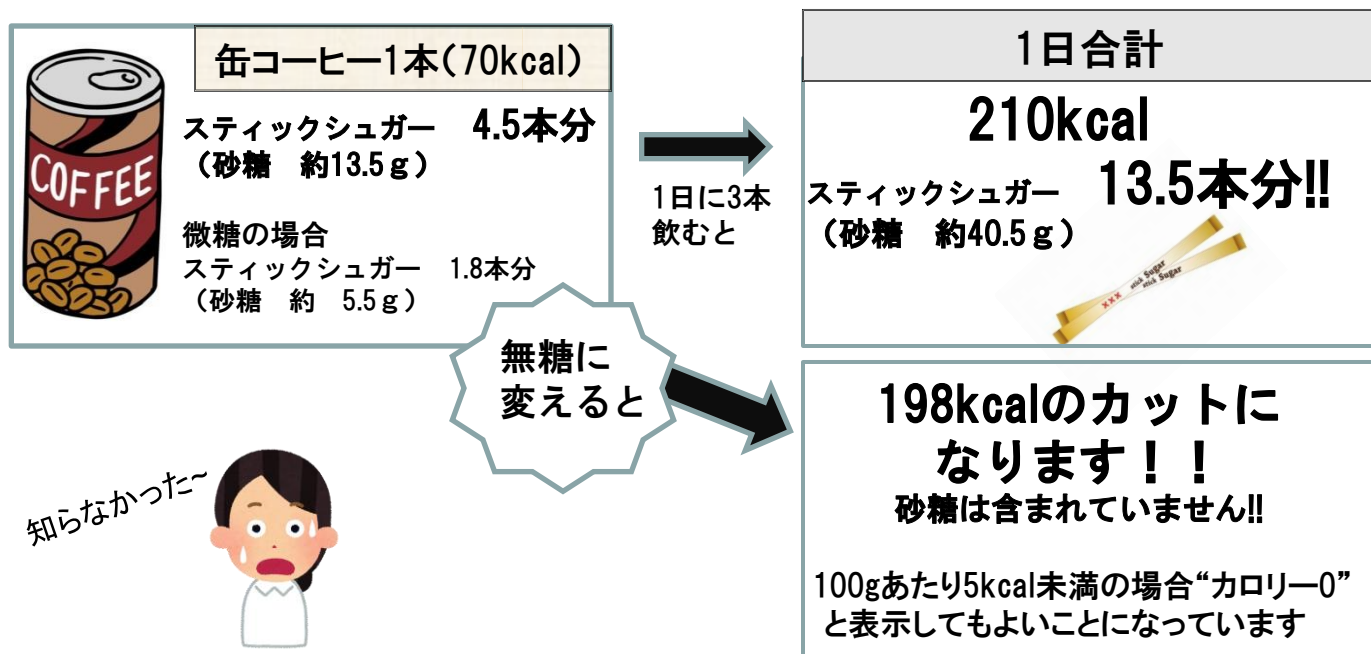 缶コーヒー1本(70kcal)
COFFEE
スティックシュガー　4.5本分
(砂糖　約13.5ｇ)
微糖の場合
スティックシュガー　1.8本分
(砂糖　約　5.5ｇ)
1日に3本
飲むと
1日合計
210kcal
スティックシュガー　13.5本分!!
(砂糖　約40.5ｇ)
xxx stick Sugar
stick Sugar
無糖に
変えると
198kcalのカットに
なります！！
砂糖は含まれていません!!
100gあたり5kcal未満の場合“カロリー0”
と表示してもよいことになっています
知らなかった~